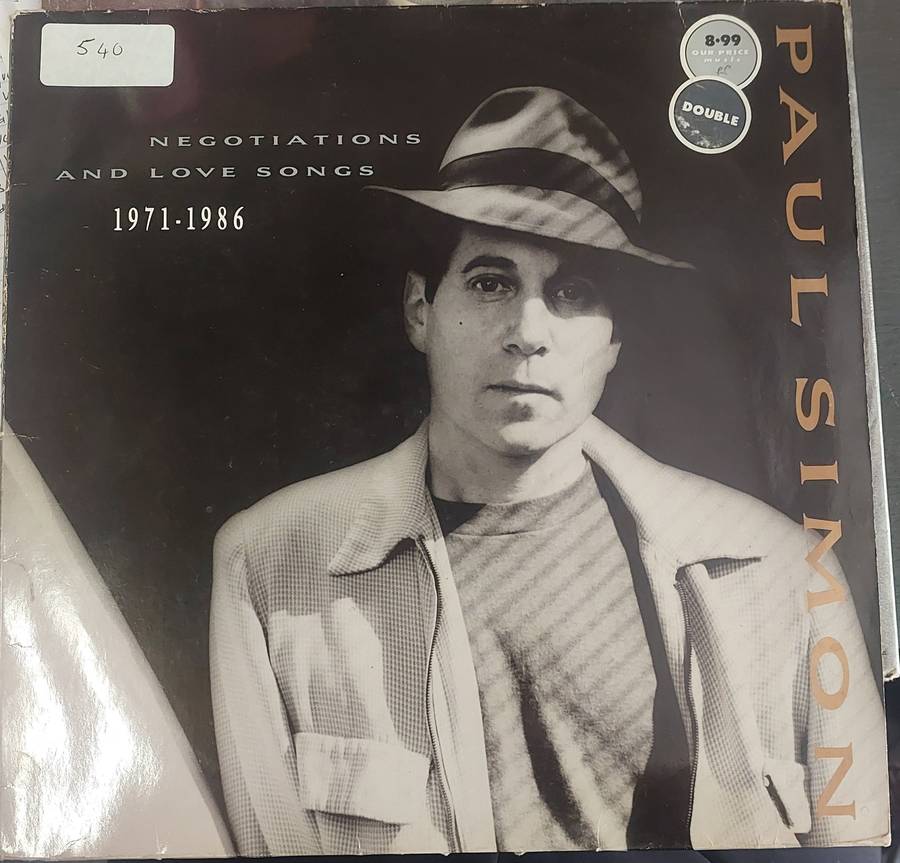 540
8·99
OUR PRICE
music
DOUBLE
NEGOTIATIONS
AND LOVE SONGS
1971-1986
PAUL SIMON